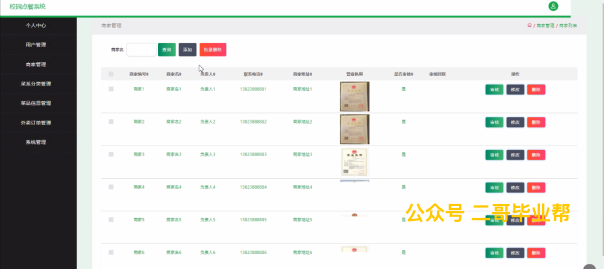 校园点餐系统
个人中心
用户管理
商家管理
菜品分类管理
菜品信息管理
外卖订单管理
系统管理
商家管理
/ 商家管理 / 商家列表
商家名 查询 添加 批量删除
商家账号 商家名 负责人 联系电话 商家地址 营业执照 是否审核 审核回复 操作
商家1 商家名1 负责人1 13823888881 商家地址1 是 审核 修改 删除
商家2 商家名2 负责人2 13823888882 商家地址2 是 审核 修改 删除
商家3 商家名3 负责人3 13823888883 商家地址3 是 审核 修改 删除
商家4 商家名4 负责人4 13823888884 商家地址4 是 审核 修改 删除
商家5 商家名5 负责人5 13823888885 商家地址5 是 审核 修改 删除
商家6 商家名6 负责人6 13823888886 商家地址6 是 审核 修改 删除
公众号 二哥毕业帮